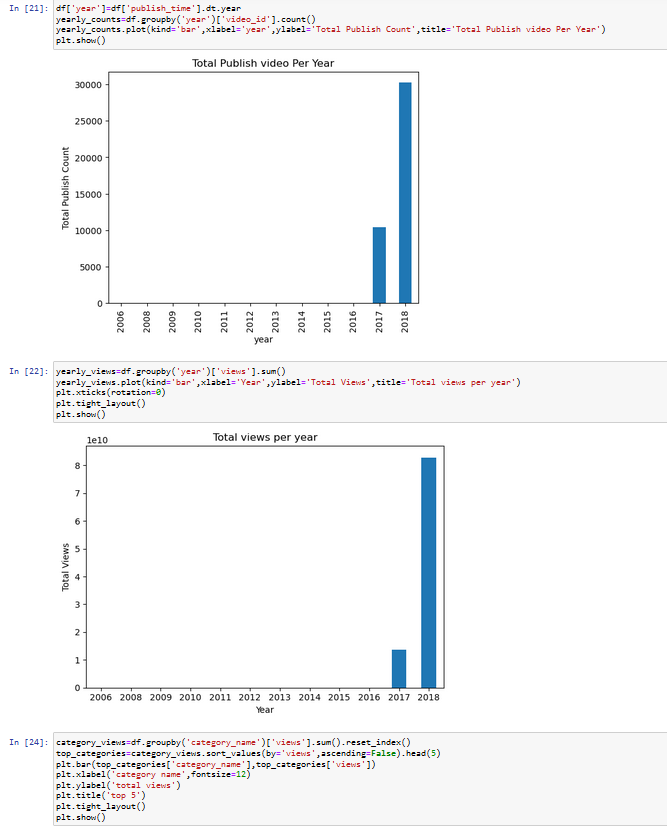 In [21]: df['year']=df['publish_time'].dt.year
yearly_counts=df.groupby('year')['video_id'].count()
yearly_counts.plot(kind='bar',xlabel='year',ylabel='Total Publish Count',title='Total Publish video Per Year')
plt.show()
Total Publish video Per Year
30000
25000
20000
15000
10000
5000
0
Total Publish Count
2006 2008 2009 2010 2011 2012 2013 2014 2015 2016 2017 2018
year
In [22]: yearly_views=df.groupby('year')['views'].sum()
yearly_views.plot(kind='bar',xlabel='Year',ylabel='Total Views',title='Total views per year')
plt.xticks(rotation=0)
plt.tight_layout()
plt.show()
1e10
Total views per year
8
7
6
5
4
3
2
1
0
Total Views
2006 2008 2009 2010 2011 2012 2013 2014 2015 2016 2017 2018
Year
In [24]: category_views=df.groupby('category_name')['views'].sum().reset_index()
top_categories=category_views.sort_values(by='views',ascending=False).head(5)
plt.bar(top_categories['category_name'],top_categories['views'])
plt.xlabel('category name',fontsize=12)
plt.ylabel('total views')
plt.title('top 5')
plt.tight_layout()
plt.show()